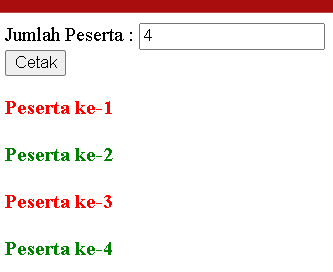 Jumlah Peserta : 4
Cetak
Peserta ke-1
Peserta ke-2
Peserta ke-3
Peserta ke-4